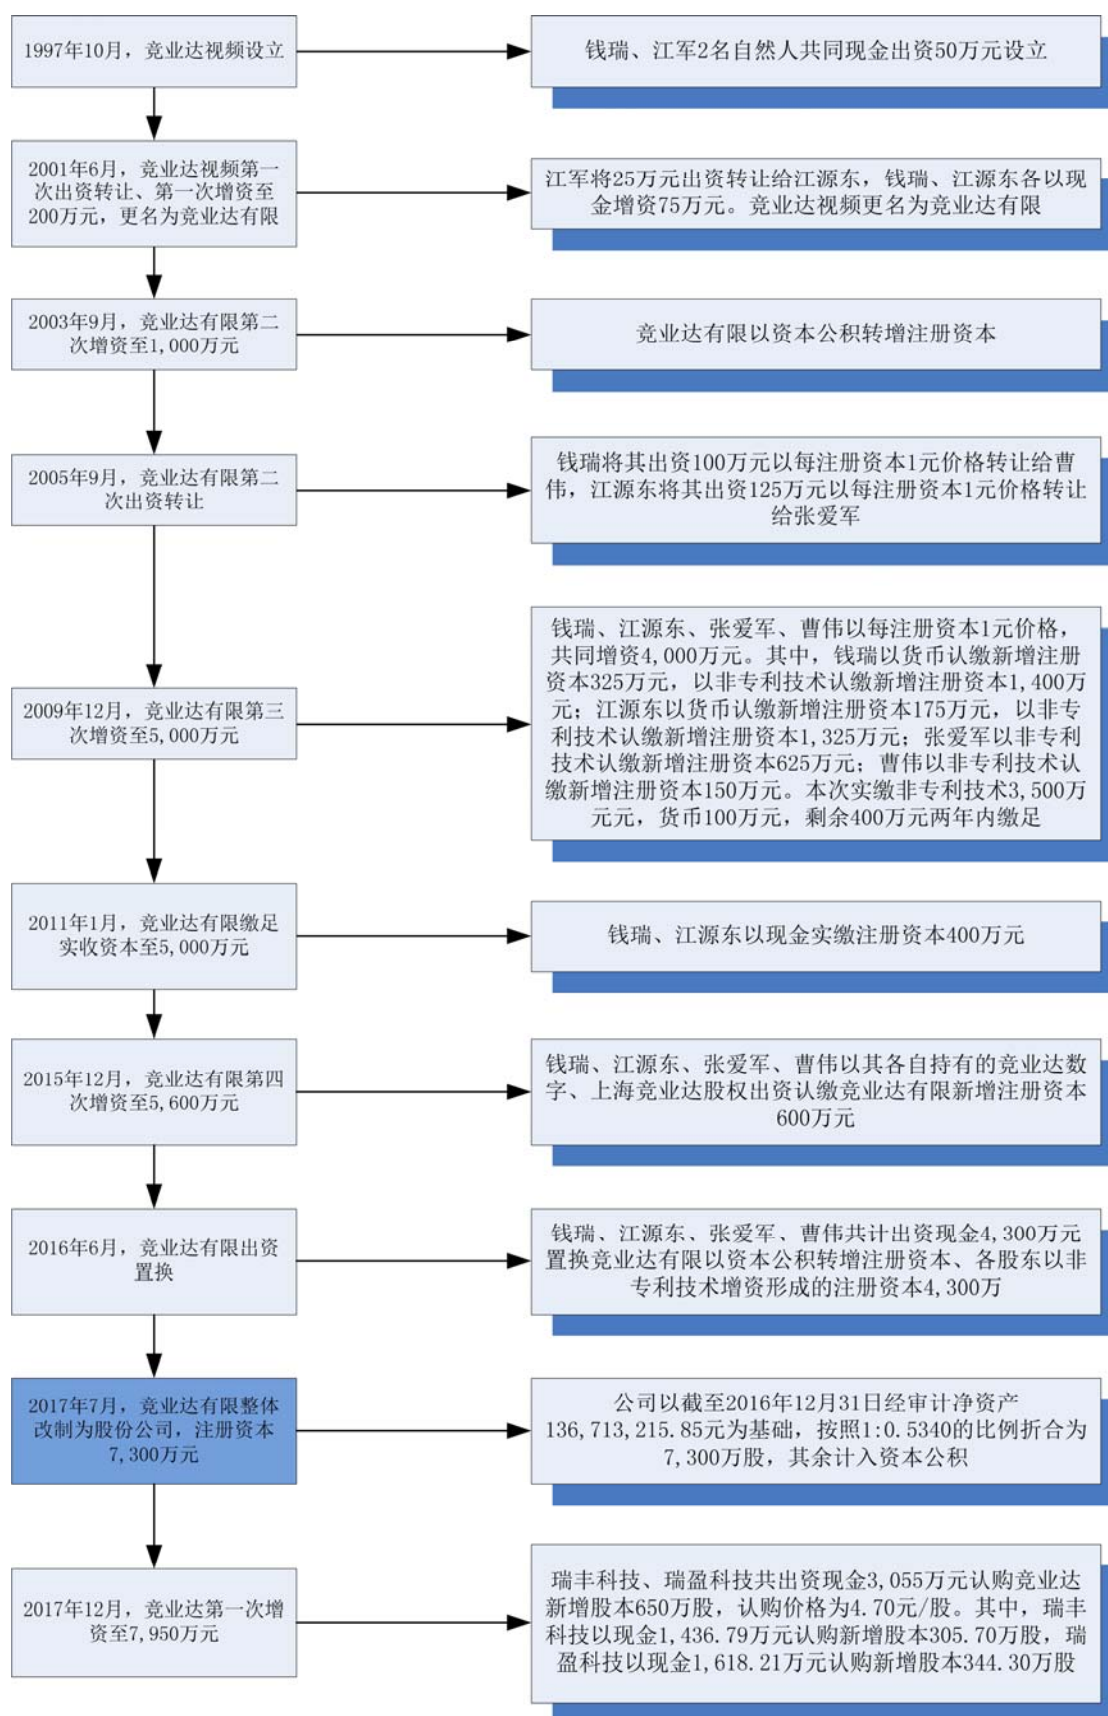 1997年10月，竞业达视频设立
钱瑞、江军2名自然人共同现金出资50万元设立
2001年6月，竞业达视频第一
次出资转让、第一次增资至
200万元，更名为竞业达有限
江军将25万元出资转让给江源东，钱瑞、江源东各以现
金增资75万元。竞业达视频更名为竞业达有限
2003年9月，竞业达有限第二
次增资至1,000万元
竞业达有限以资本公积转增注册资本
2005年9月，竞业达有限第二
次出资转让
钱瑞将其出资100万元以每注册资本1元价格转让给曹
伟，江源东将其出资125万元以每注册资本1元价格转让
给张爱军
2009年12月，竞业达有限第三
次增资至5,000万元
钱瑞、江源东、张爱军、曹伟以每注册资本1元价格，
共同增资4,000万元。其中，钱瑞以货币认缴新增注册
资本325万元，以非专利技术认缴新增注册资本1,400万
元；江源东以货币认缴新增注册资本175万元，以非专
利技术认缴新增注册资本1,325万元；张爱军以非专利
技术认缴新增注册资本625万元；曹伟以非专利技术认
缴新增注册资本150万元。本次实缴非专利技术3,500万
元元，货币100万元，剩余400万元两年内缴足
2011年1月，竞业达有限缴足
实收资本至5,000万元
钱瑞、江源东以现金实缴注册资本400万元
2015年12月，竞业达有限第四
次增资至5,600万元
钱瑞、江源东、张爱军、曹伟以其各自持有的竞业达数
字、上海竞业达股权出资认缴竞业达有限新增注册资本
600万元
2016年6月，竞业达有限出资
置换
钱瑞、江源东、张爱军、曹伟共计出资现金4,300万元
置换竞业达有限以资本公积转增注册资本、各股东以非
专利技术增资形成的注册资本4,300万
2017年7月，竞业达有限整体
改制为股份公司，注册资本
7,300万元
公司以截至2016年12月31日经审计净资产
136,713,215.85元为基础，按照1:0.5340的比例折合为
7,300万股，其余计入资本公积
2017年12月，竞业达第一次增
资至7,950万元
瑞丰科技、瑞盈科技共出资现金3,055万元认购竞业达
新增股本650万股，认购价格为4.70元/股。其中，瑞丰
科技以现金1,436.79万元认购新增股本305.70万股，瑞
盈科技以现金1,618.21万元认购新增股本344.30万股